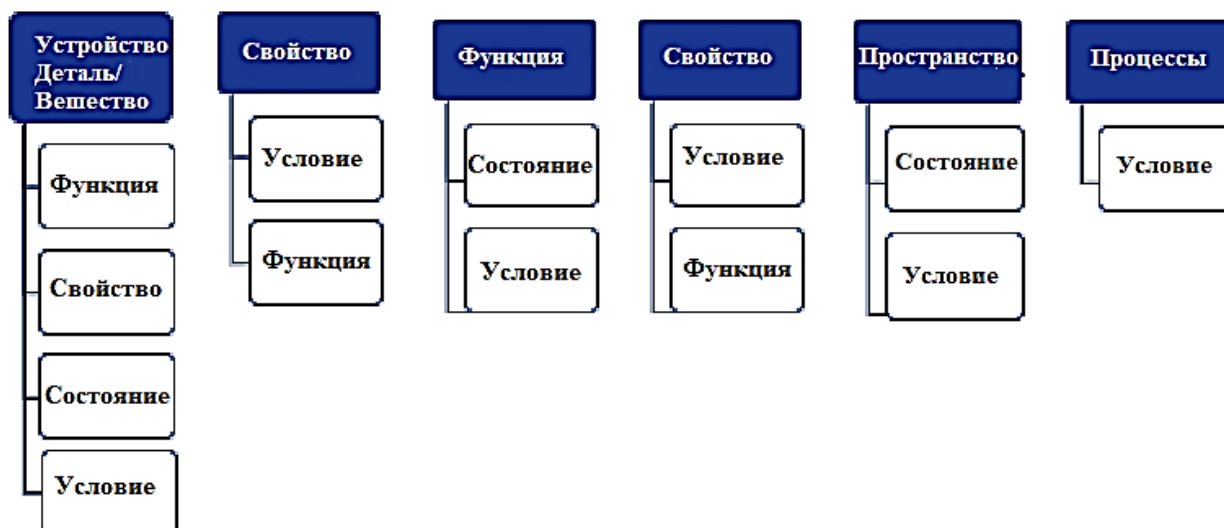 Устройство
Деталь/
Вешество
Функция
Свойство
Состояние
Условие
Свойство
Условие
Функция
Функция
Состояние
Условие
Свойство
Условие
Функция
Пространство
Состояние
Условие
Процессы
Условие